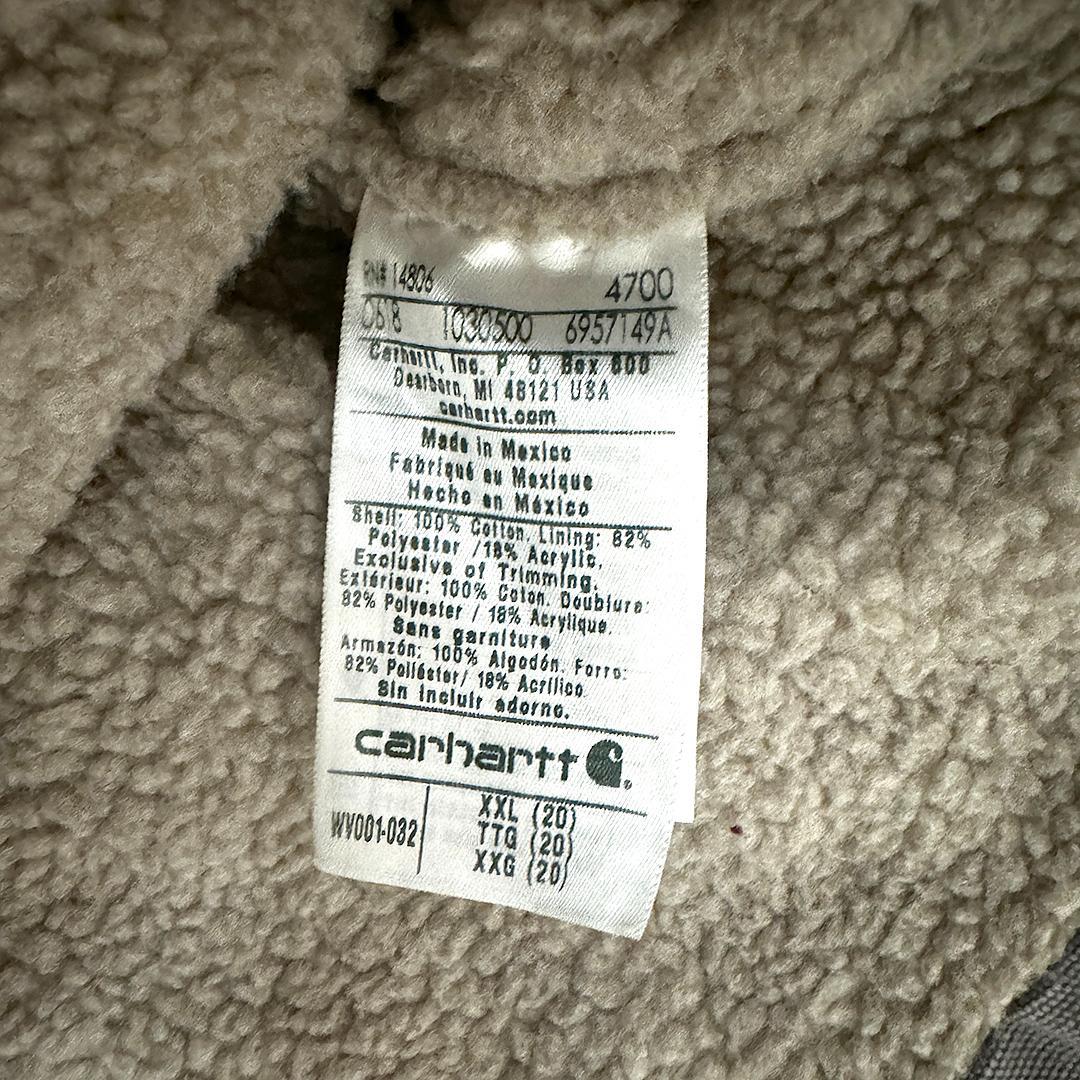 RN# 14806 4700
0618 1030500 6957149A
Carhartt, Inc. P. O. Box 600
Dearborn, MI 48121 USA
carhartt.com
Made in Mexico
Fabriqué au Mexique
Hecho en México
Shell: 100% Cotton. Lining: 82%
Polyester /18% Acrylic.
Exclusive of Trimming.
Extérieur: 100% Coton. Doublure:
82% Polyester / 18% Acrylique.
Sans garniture
Armazón: 100% Algodón. Forro:
82% Poliéster/ 18% Acrílico.
Sin incluir adorno.
carhartt
WV001-032
XXL (20)
TTG (20)
XXG (20)